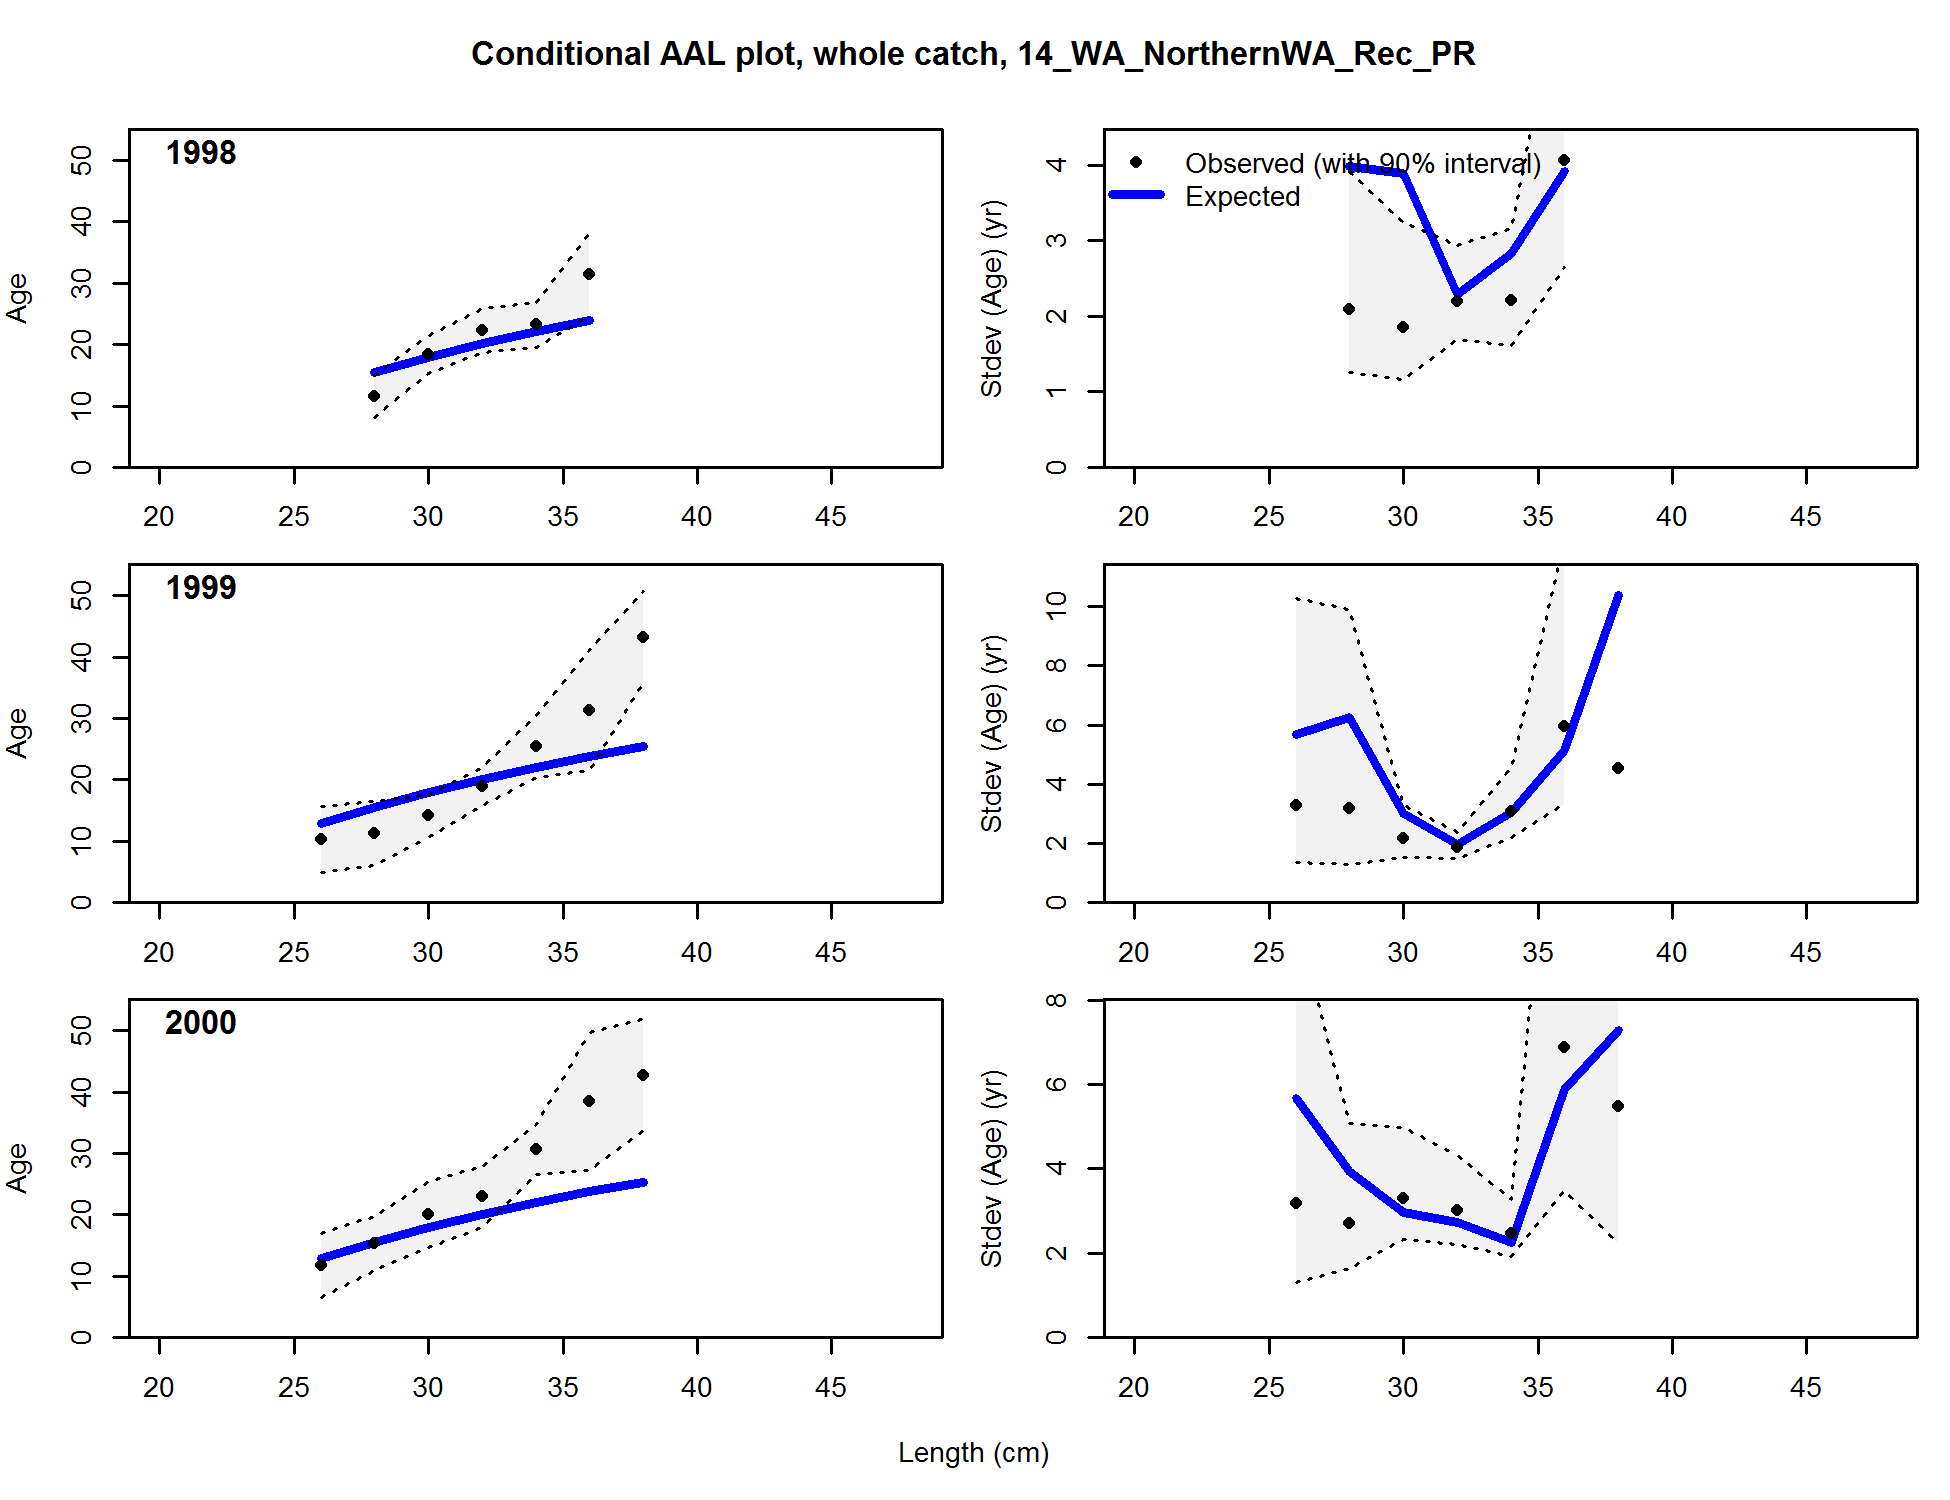 Conditional AAL plot, whole catch, 14_WA_NorthernWA_Rec_PR
1998
Age
0 10 20 30 40 50
20 25 30 35 40 45
Observed (with 90% interval)
Expected
Stdev (Age) (yr)
0 1 2 3 4
20 25 30 35 40 45
1999
Age
0 10 20 30 40 50
20 25 30 35 40 45
Stdev (Age) (yr)
0 2 4 6 8 10
20 25 30 35 40 45
2000
Age
0 10 20 30 40 50
20 25 30 35 40 45
Stdev (Age) (yr)
0 2 4 6 8
20 25 30 35 40 45
Length (cm)